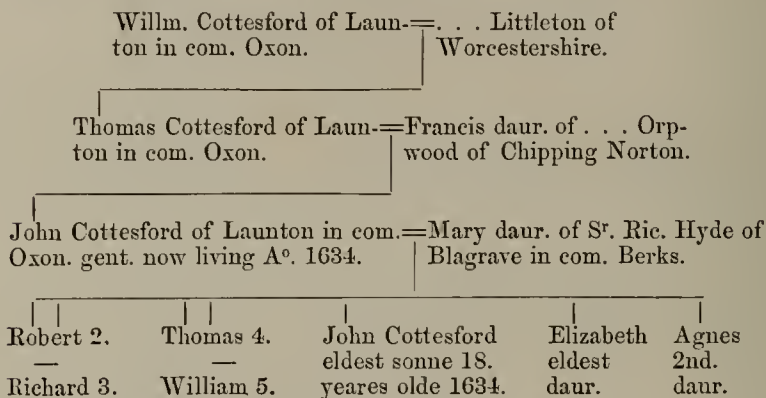 Willm. Cottesford of Laun-=. . . Littleton of
ton in com. Oxon. Worcestershire.
Thomas Cottesford of Laun-=Francis daur. of . . . Orp-
ton in com. Oxon. wood of Chipping Norton.
John Cottesford of Launton in com.=Mary daur. of Sʳ. Ric. Hyde of
Oxon. gent. now living Aº. 1634. Blagrave in com. Berks.
Robert 2. Thomas 4. John Cottesford Elizabeth Agnes
— — eldest sonne 18. eldest 2nd.
Richard 3. William 5. yeares olde 1634. daur. daur.